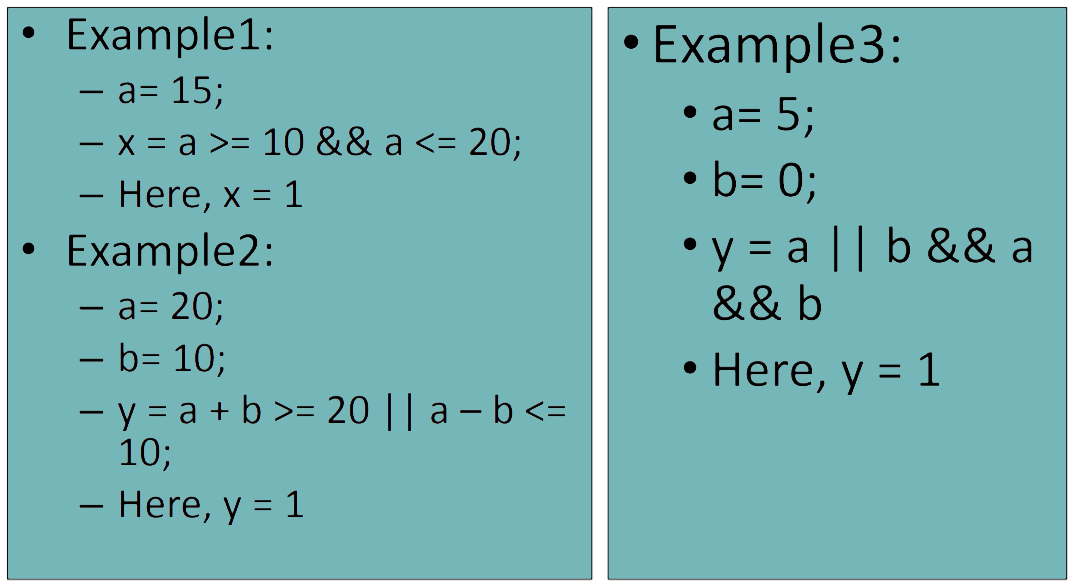 • Example1:
– a= 15;
– x = a >= 10 && a <= 20;
– Here, x = 1
• Example2:
– a= 20;
– b= 10;
– y = a + b >= 20 || a – b <=
10;
– Here, y = 1
• Example3:
• a= 5;
• b= 0;
• y = a || b && a
&& b
• Here, y = 1